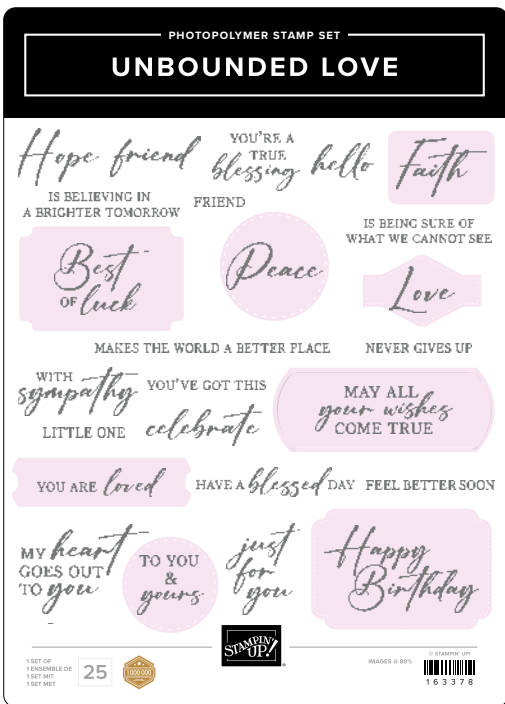 PHOTOPOLYMER STAMP SET
UNBOUNDED LOVE
Hope
friend
YOU'RE A
TRUE
blessing
hello
Faith
IS BELIEVING IN
A BRIGHTER TOMORROW
FRIEND
IS BEING SURE OF
WHAT WE CANNOT SEE
Best
OF luck
Peace
Love
MAKES THE WORLD A BETTER PLACE
NEVER GIVES UP
WITH
sympathy
YOU'VE GOT THIS
LITTLE ONE
celebrate
MAY ALL
your wishes
COME TRUE
YOU ARE loved
HAVE A blessed DAY
FEEL BETTER SOON
MY heart
GOES OUT
TO you
TO YOU
&
yours
just
for
you
Happy
Birthday
1 SET OF
1 ENSEMBLE DE
1 SET MIT
1 SET MET
25
1000 000
STAMPIN'
UP!
®
IMAGES @ 80%
© STAMPIN' UP!
163378